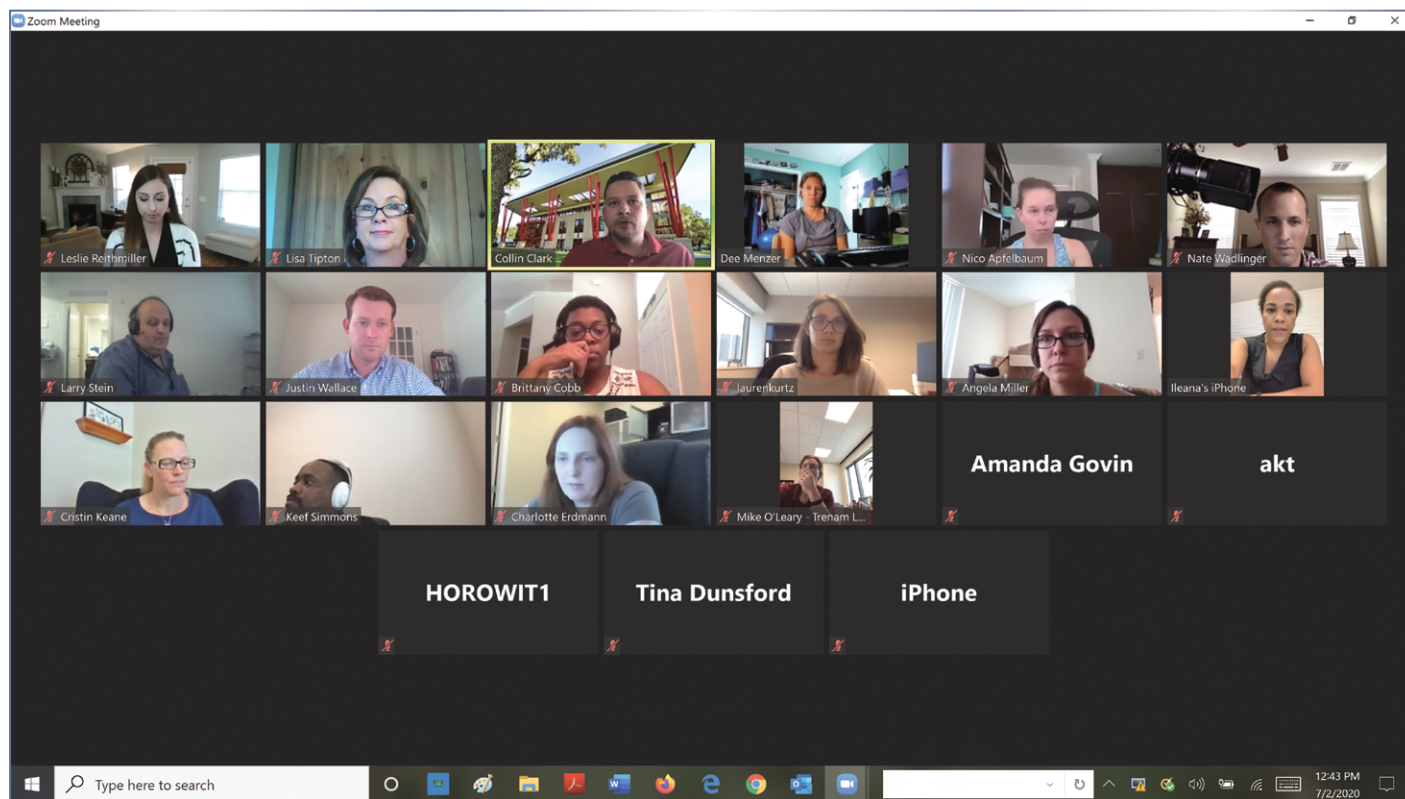 Zoom Meeting
Leslie Reithmiller
Lisa Tipton
Collin Clark
Dee Menzer
Nico Apfelbaum
Nate Wadlinger
Larry Stein
Justin Wallace
Brittany Cobb
laurenkurtz
Angela Miller
Ileana's iPhone
Cristin Keane
Keef Simmons
Charlotte Erdmann
Mike O'Leary - Trenam L...
Amanda Govin
akt
HOROWIT1
Tina Dunsford
iPhone
Type here to search
12:43 PM
7/2/2020